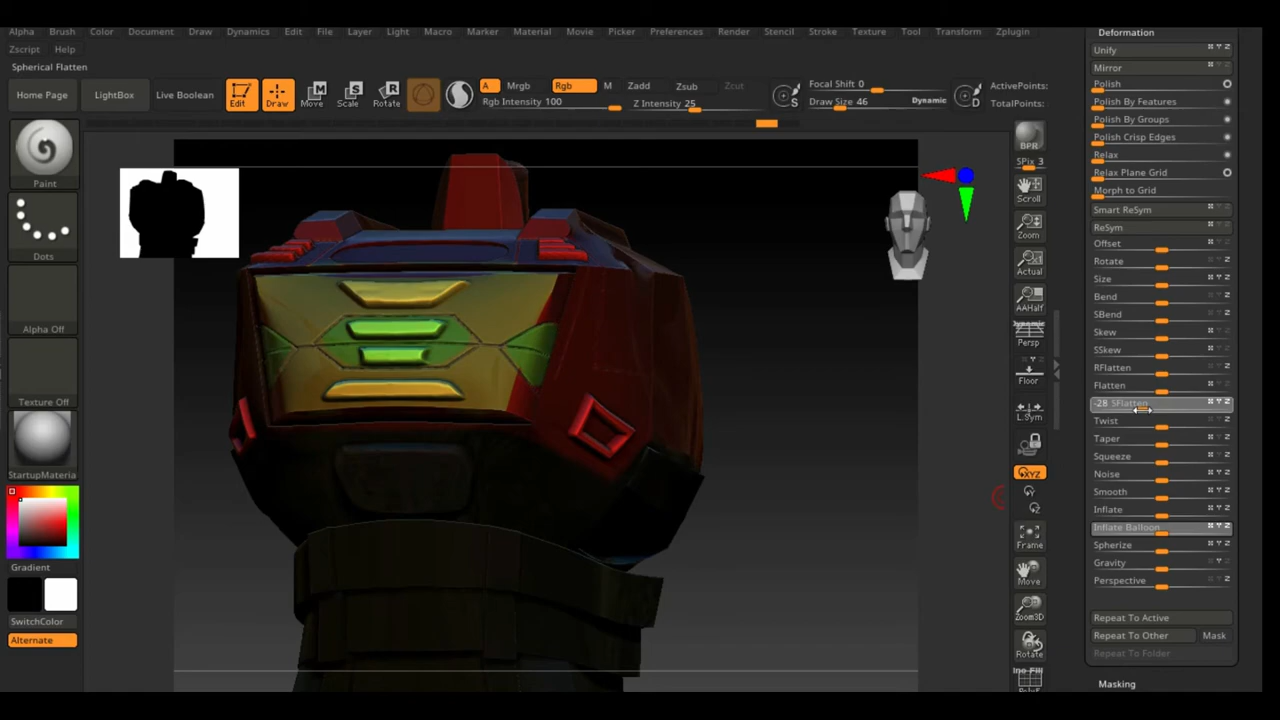 Alpha Brush Color Document Draw Dynamics Edit File Layer Light Macro Marker Material Movie Picker Preferences Render Stencil Stroke Texture Tool Transform Zplugin
Zscript Help
Spherical Flatten
Home Page LightBox Live Boolean Edit Draw Move Scale Rotate
A Mrgb Rgb M Zadd Zsub Zcut
Rgb Intensity 100 Z Intensity 25
Focal Shift 0
Draw Size 46 Dynamic
S
D
ActivePoints:
TotalPoints:
Paint
Dots
Alpha Off
Texture Off
StartupMateria
Gradient
SwitchColor
Alternate
BPR
SPix 3
Scroll
Zoom
Actual
AAHalf
Dynamic
Persp
Floor
L.Sym
XYZ
Frame
Move
Zoom3D
Rotate
Deformation
Unify
Mirror
Polish
Polish By Features
Polish By Groups
Polish Crisp Edges
Relax
Relax Plane Grid
Morph to Grid
Smart ReSym
ReSym
Offset
Rotate
Size
Bend
SBend
Skew
SSkew
RFlatten
Flatten
-28 SFlatten
Twist
Taper
Squeeze
Noise
Smooth
Inflate
Inflate Balloon
Spherize
Gravity
Perspective
Repeat To Active
Repeat To Other Mask
Repeat To Folder
Masking